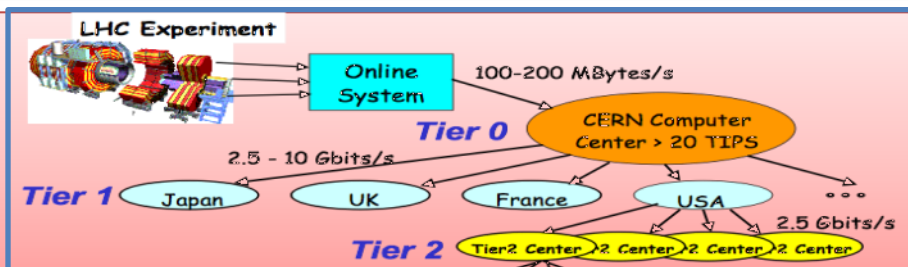 LHC Experiment
Online
System
100-200 MBytes/s
Tier 0
CERN Computer
Center > 20 TIPS
2.5 - 10 Gbits/s
Tier 1
Japan
UK
France
USA
2.5 Gbits/s
Tier 2
Tier2 Center
2 Center
2 Center
2 Center